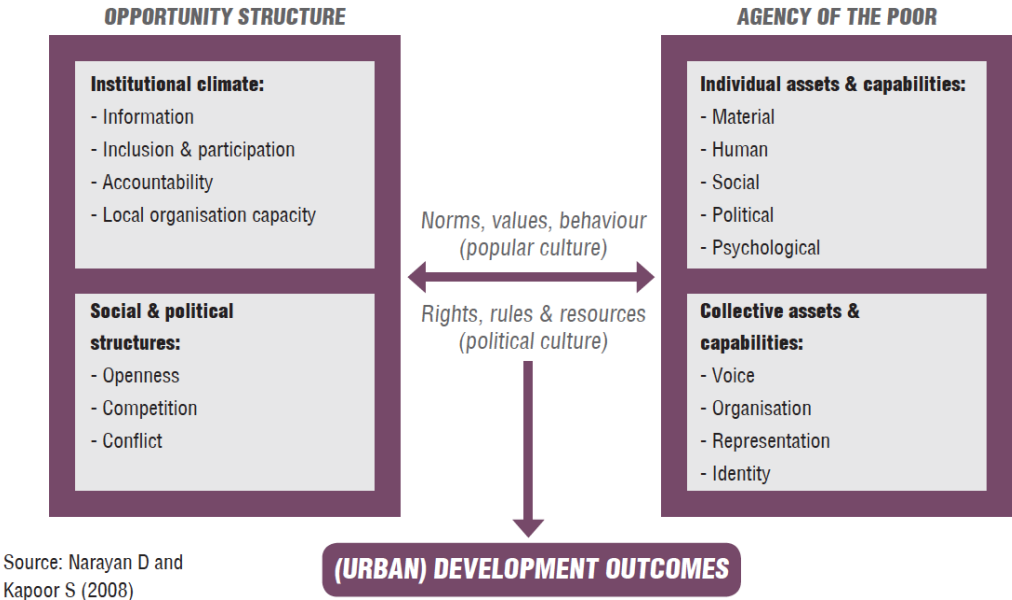 OPPORTUNITY STRUCTURE
Institutional climate:
- Information
- Inclusion & participation
- Accountability
- Local organisation capacity
Social & political
structures:
- Openness
- Competition
- Conflict
Norms, values, behaviour
(popular culture)
Rights, rules & resources
(political culture)
AGENCY OF THE POOR
Individual assets & capabilities:
- Material
- Human
- Social
- Political
- Psychological
Collective assets &
capabilities:
- Voice
- Organisation
- Representation
- Identity
(URBAN) DEVELOPMENT OUTCOMES
Source: Narayan D and
Kapoor S (2008)